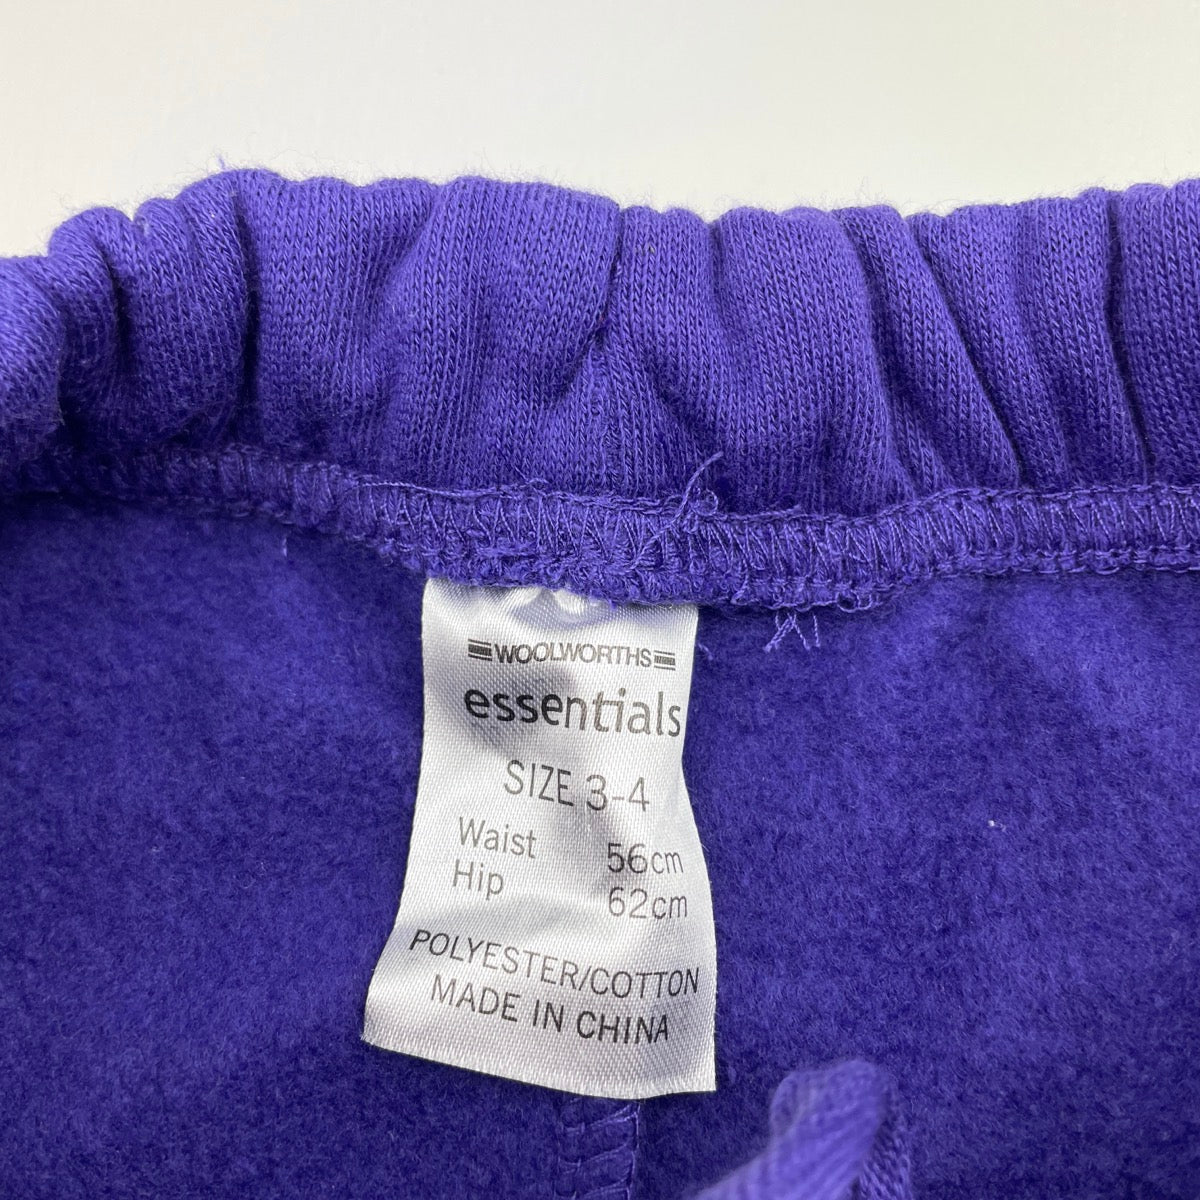 WOOLWORTHS
essentials
SIZE 3-4
Waist 56cm
Hip 62cm
POLYESTER/COTTON
MADE IN CHINA